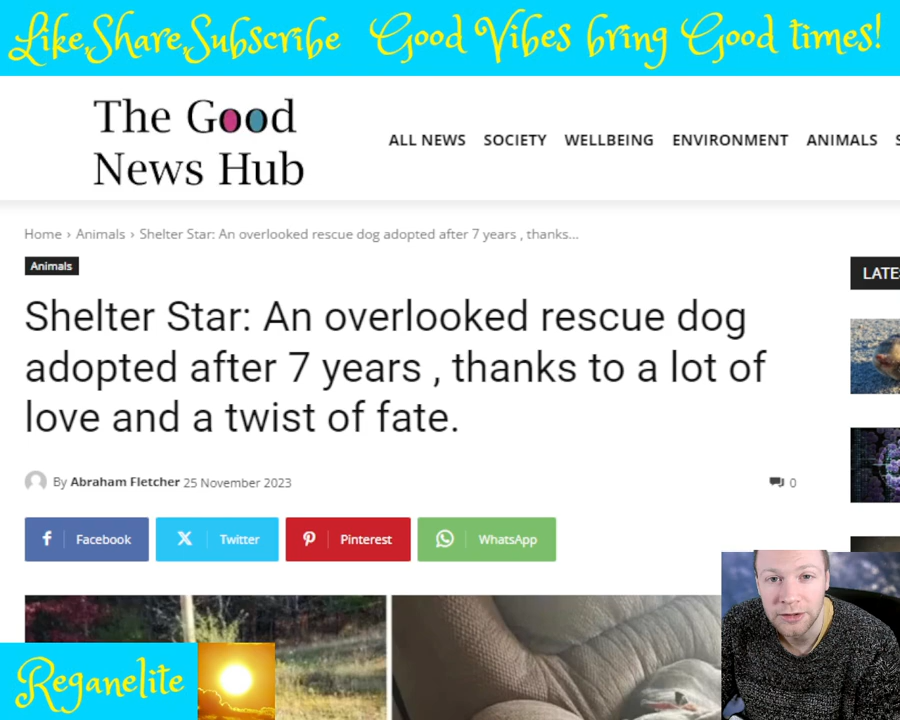 Like,Share,Subscribe Good Vibes bring Good times!
The Good
News Hub
ALL NEWS SOCIETY WELLBEING ENVIRONMENT ANIMALS
Home › Animals › Shelter Star: An overlooked rescue dog adopted after 7 years , thanks...
Animals
LATE
Shelter Star: An overlooked rescue dog
adopted after 7 years , thanks to a lot of
love and a twist of fate.
By Abraham Fletcher 25 November 2023
0
Facebook Twitter Pinterest WhatsApp
Reganelite